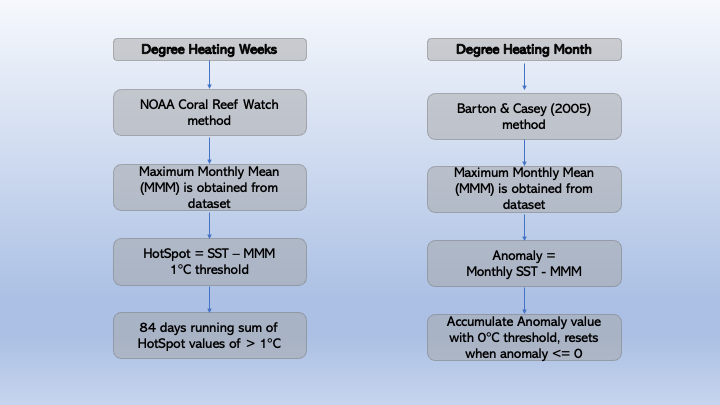 Degree Heating Weeks
NOAA Coral Reef Watch
method
Maximum Monthly Mean
(MMM) is obtained from
dataset
HotSpot = SST – MMM
1°C threshold
84 days running sum of
HotSpot values of > 1°C
Degree Heating Month
Barton & Casey (2005)
method
Maximum Monthly Mean
(MMM) is obtained from
dataset
Anomaly =
Monthly SST - MMM
Accumulate Anomaly value
with 0°C threshold, resets
when anomaly <= 0